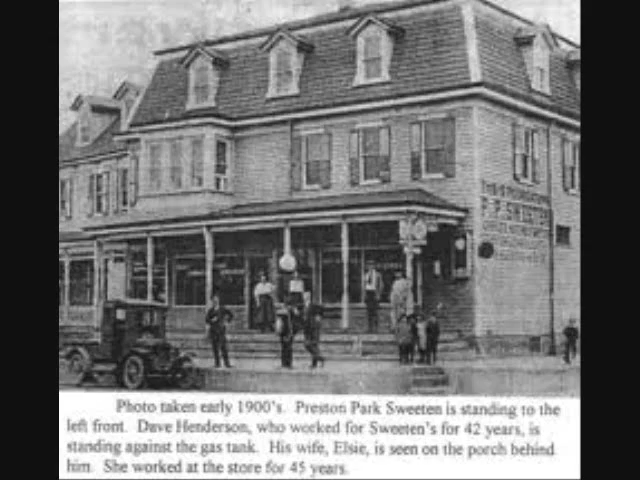 P.P. SWEETEN
Photo taken early 1900's. Preston Park Sweeten is standing to the
left front. Dave Henderson, who worked for Sweeten's for 42 years, is
standing against the gas tank. His wife, Elsie, is seen on the porch behind
him. She worked at the store for 45 years.